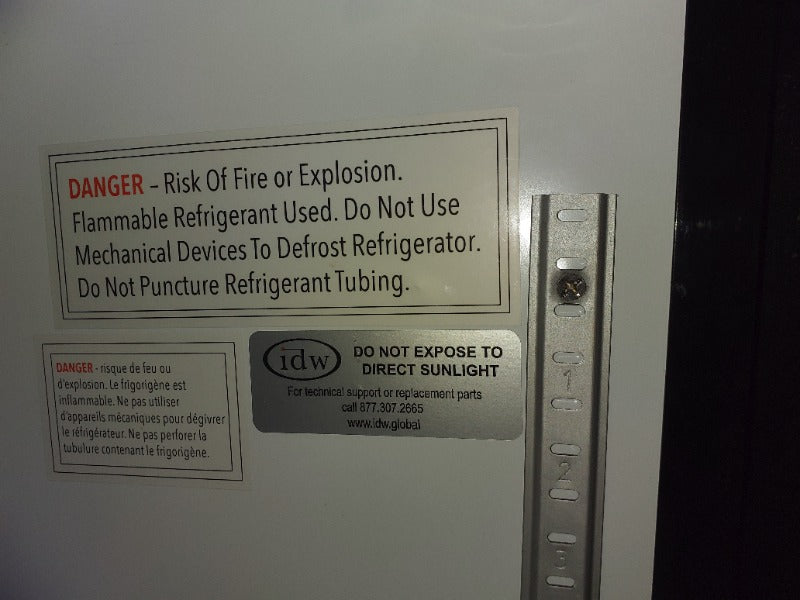 DANGER – Risk Of Fire or Explosion.
Flammable Refrigerant Used. Do Not Use
Mechanical Devices To Defrost Refrigerator.
Do Not Puncture Refrigerant Tubing.
DANGER - risque de feu ou
d'explosion. Le frigorigène est
inflammable. Ne pas utiliser
d'appareils mécaniques pour dégivrer
le réfrigérateur. Ne pas perforer la
tubulure contenant le frigorigène.
idw
DO NOT EXPOSE TO
DIRECT SUNLIGHT
For technical support or replacement parts
call 877.307.2665
www.idw.global
1
2
3